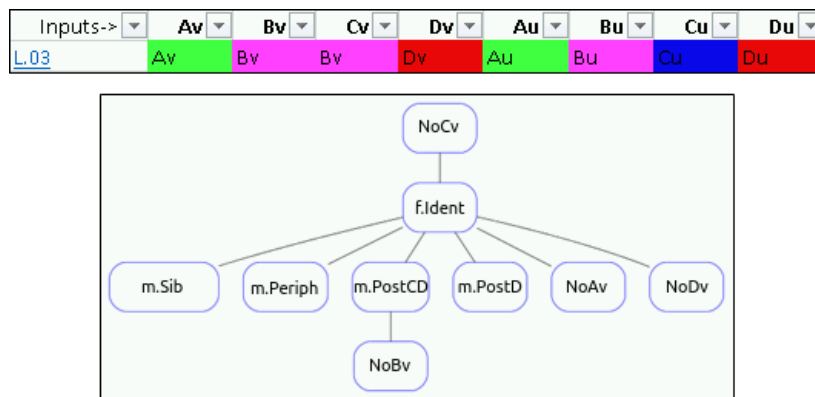 Inputs-> Av Bv Cv Dv Au Bu Cu Du
L.03 Av Bv Bv Dv Au Bu Cu Du
NoCv
f.Ident
m.Sib m.Periph m.PostCD m.PostD NoAv NoDv
NoBv